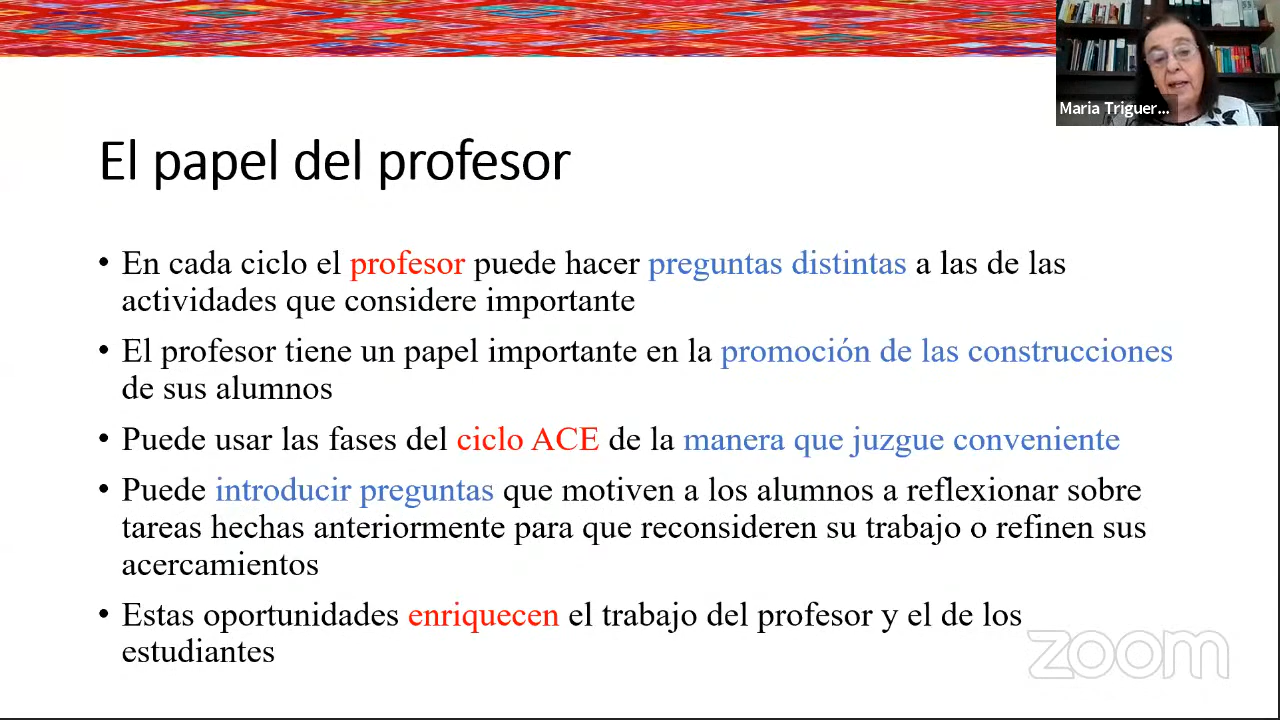 Maria Triguer...
El papel del profesor
• En cada ciclo el profesor puede hacer preguntas distintas a las de las
actividades que considere importante
• El profesor tiene un papel importante en la promoción de las construcciones
de sus alumnos
• Puede usar las fases del ciclo ACE de la manera que juzgue conveniente
• Puede introducir preguntas que motiven a los alumnos a reflexionar sobre
tareas hechas anteriormente para que reconsideren su trabajo o refinen sus
acercamientos
• Estas oportunidades enriquecen el trabajo del profesor y el de los
estudiantes
zoom